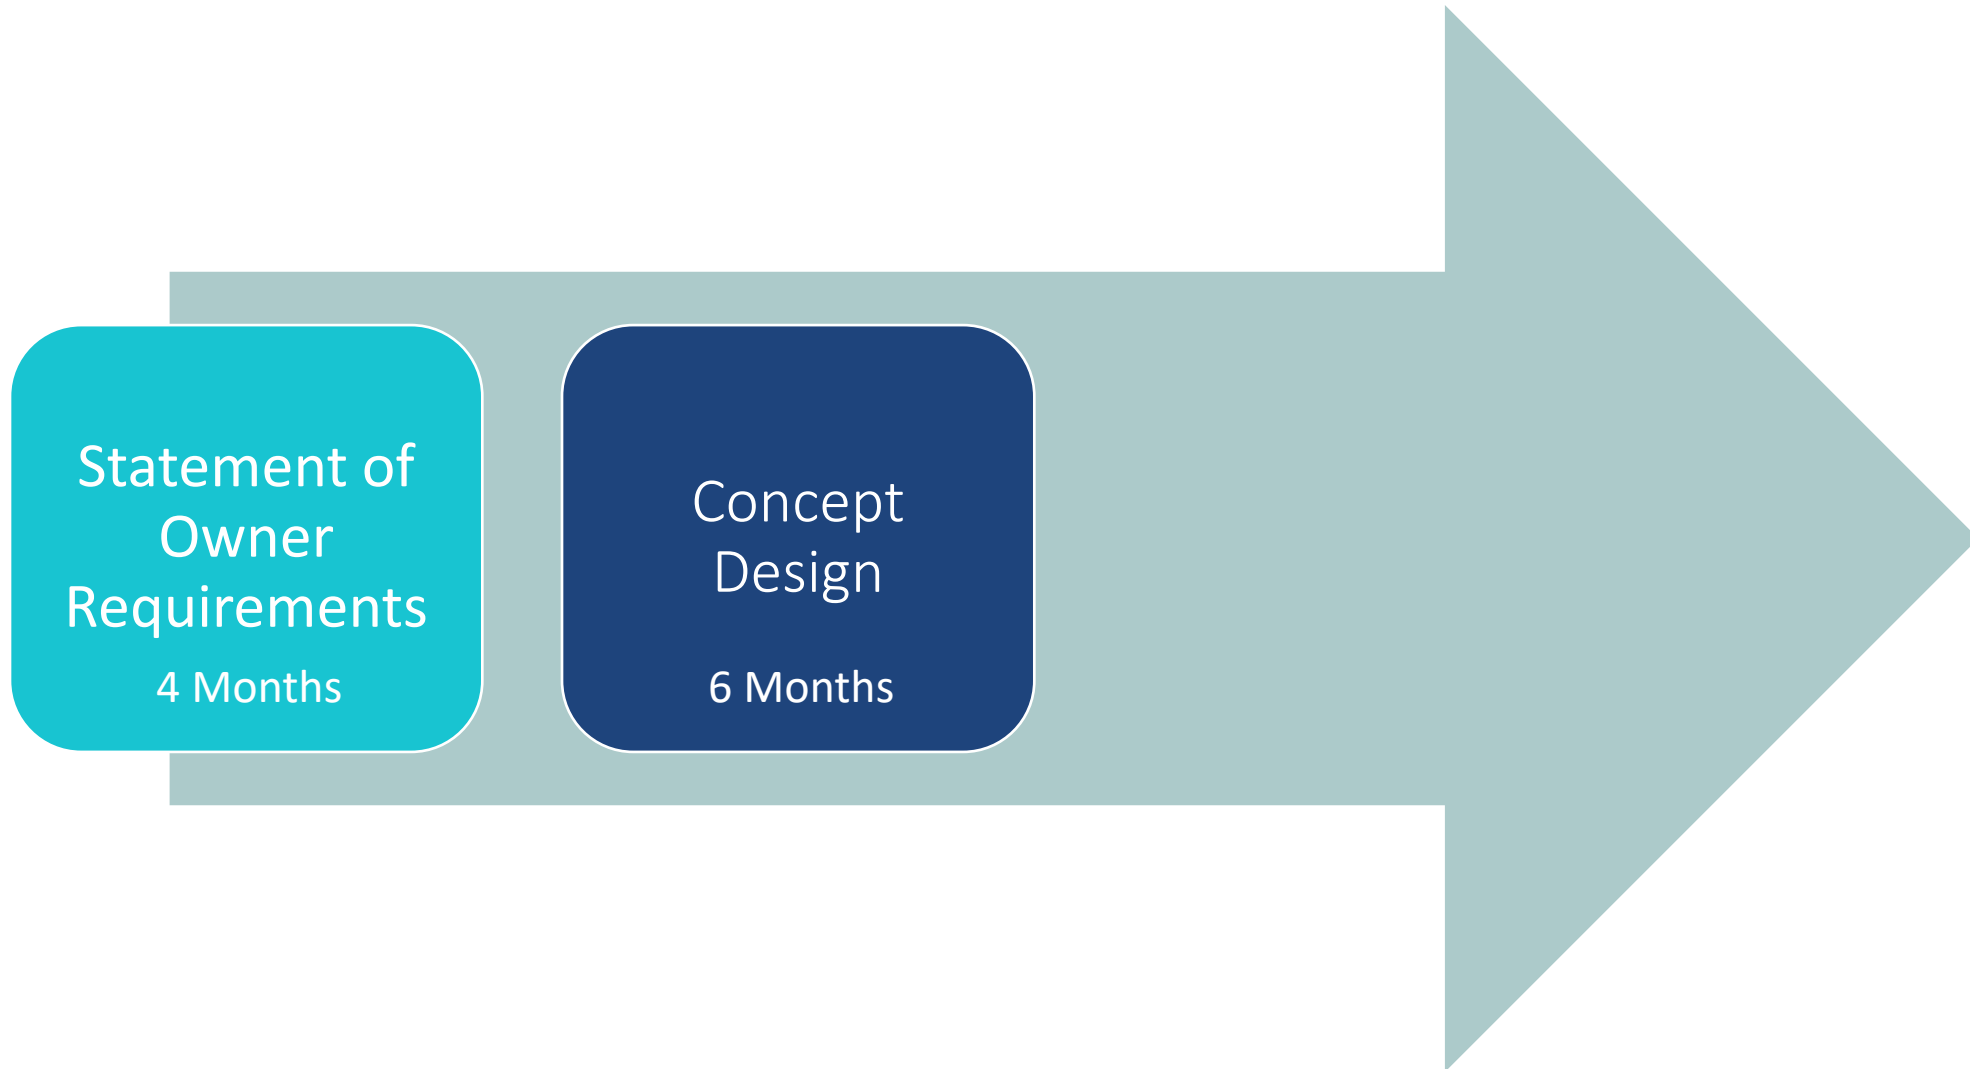 Statement of
Owner
Requirements
4 Months
Concept
Design
6 Months